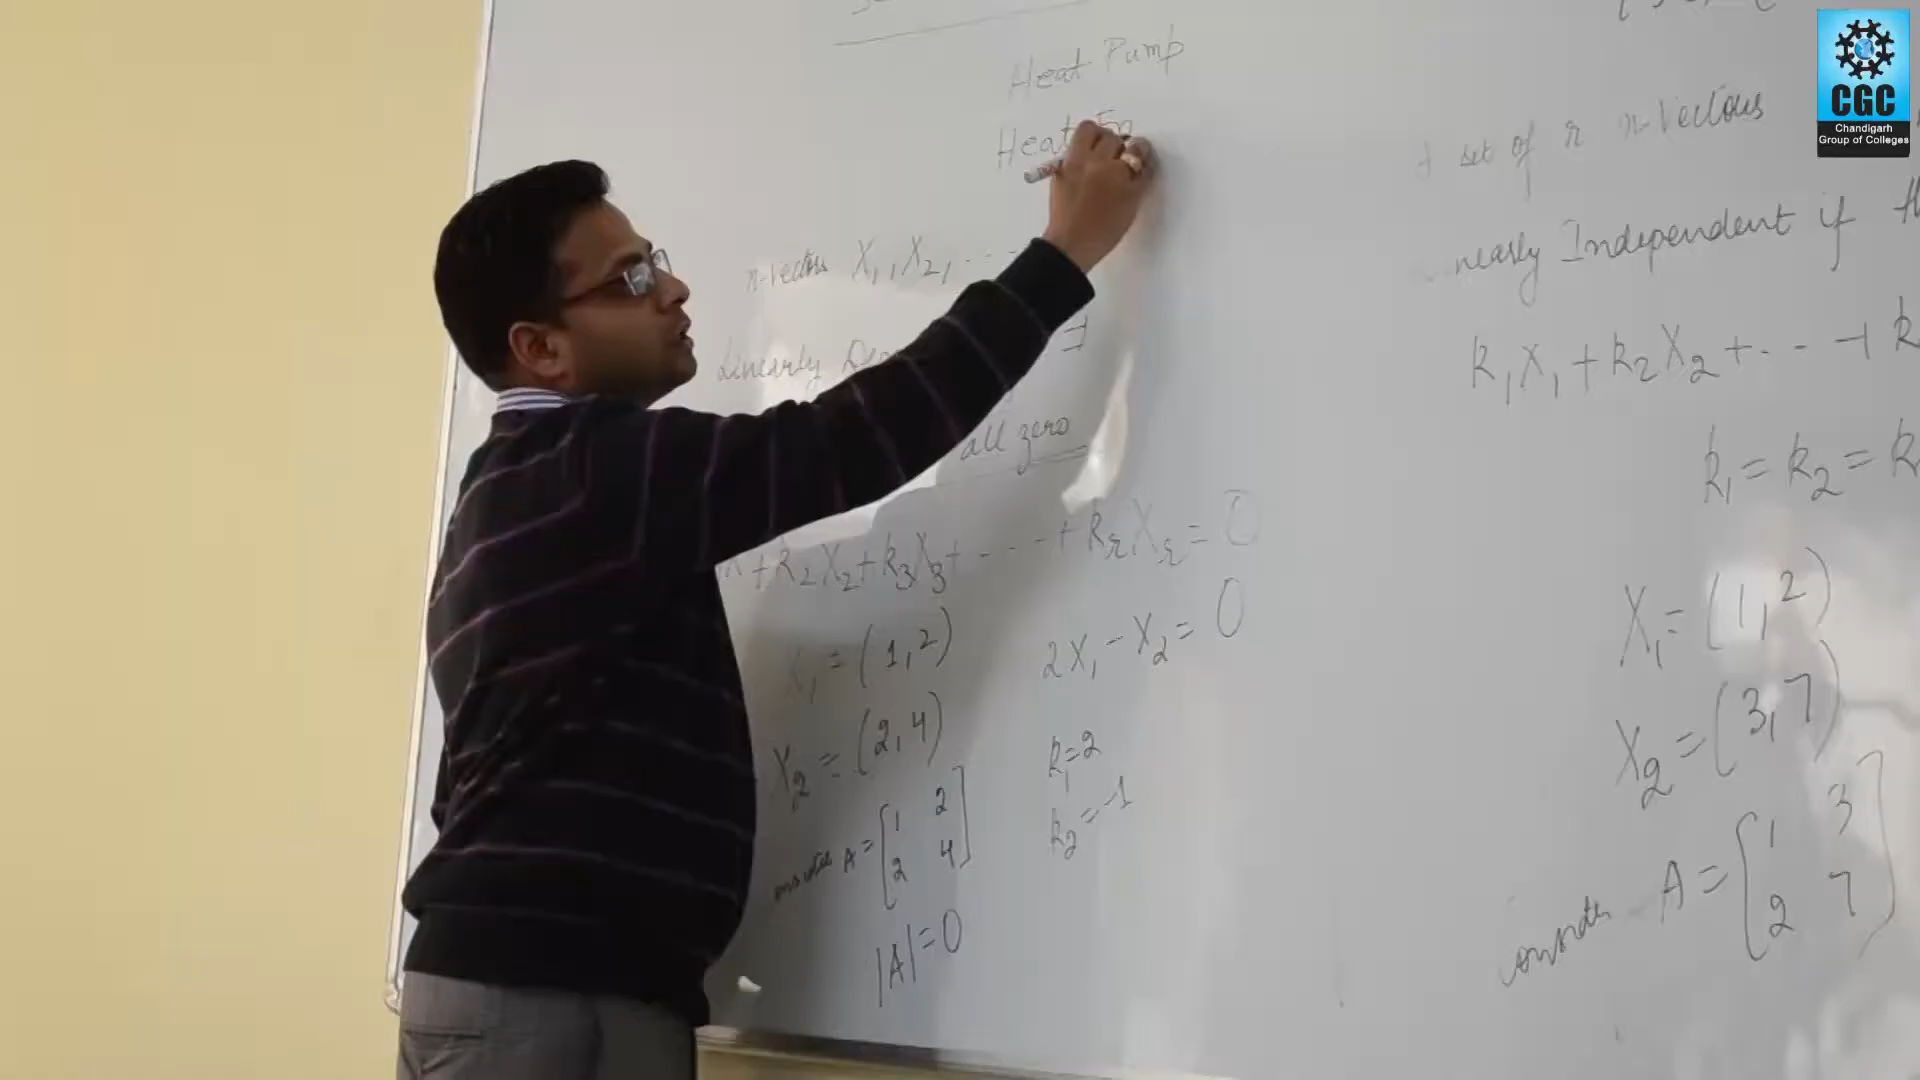 Heat Pump
Heat En
n-vectors X₁, X₂, ...
Linearly
all zero
+ k₂X₂ + k₃X₃ + ... + kᵣXᵣ = 0
X₁ = (1, 2)
2X₁ - X₂ = 0
X₂ = (2, 4)
k₁ = 2
k₂ = -1
A = [1 2
2 4]
|A| = 0
set of r n-vectors
nearly Independent if
k₁X₁ + k₂X₂ + ... + k
k₁ = k₂ = k
X₁ = (1, 2)
X₂ = (3, 7)
consider A = [1 3
2 7]
CGC
Chandigarh
Group of Colleges